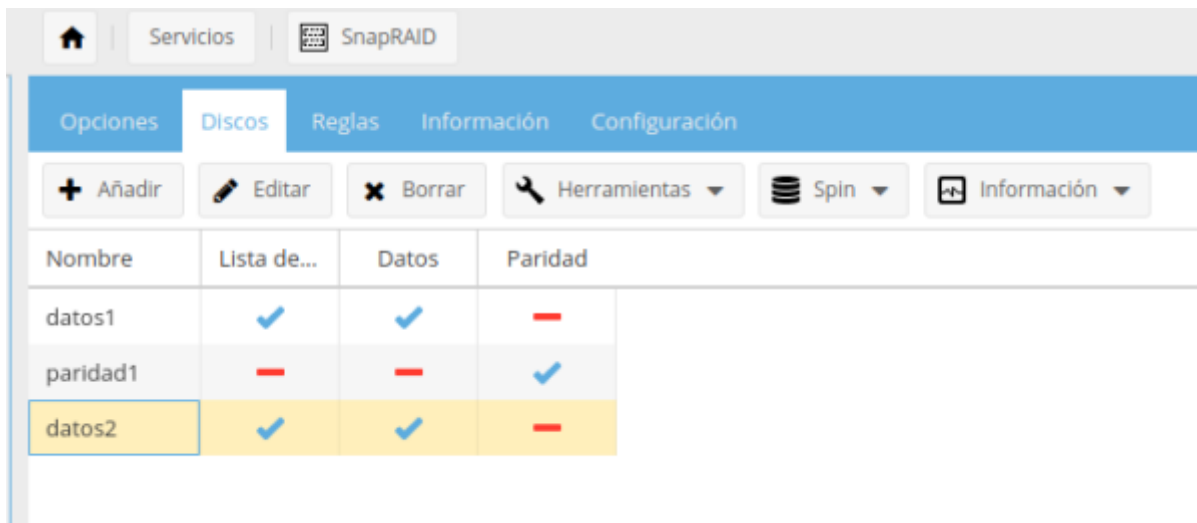 Servicios SnapRAID
Opciones Discos Reglas Información Configuración
Añadir Editar Borrar Herramientas Spin Información
Nombre Lista de... Datos Paridad
datos1
paridad1
datos2